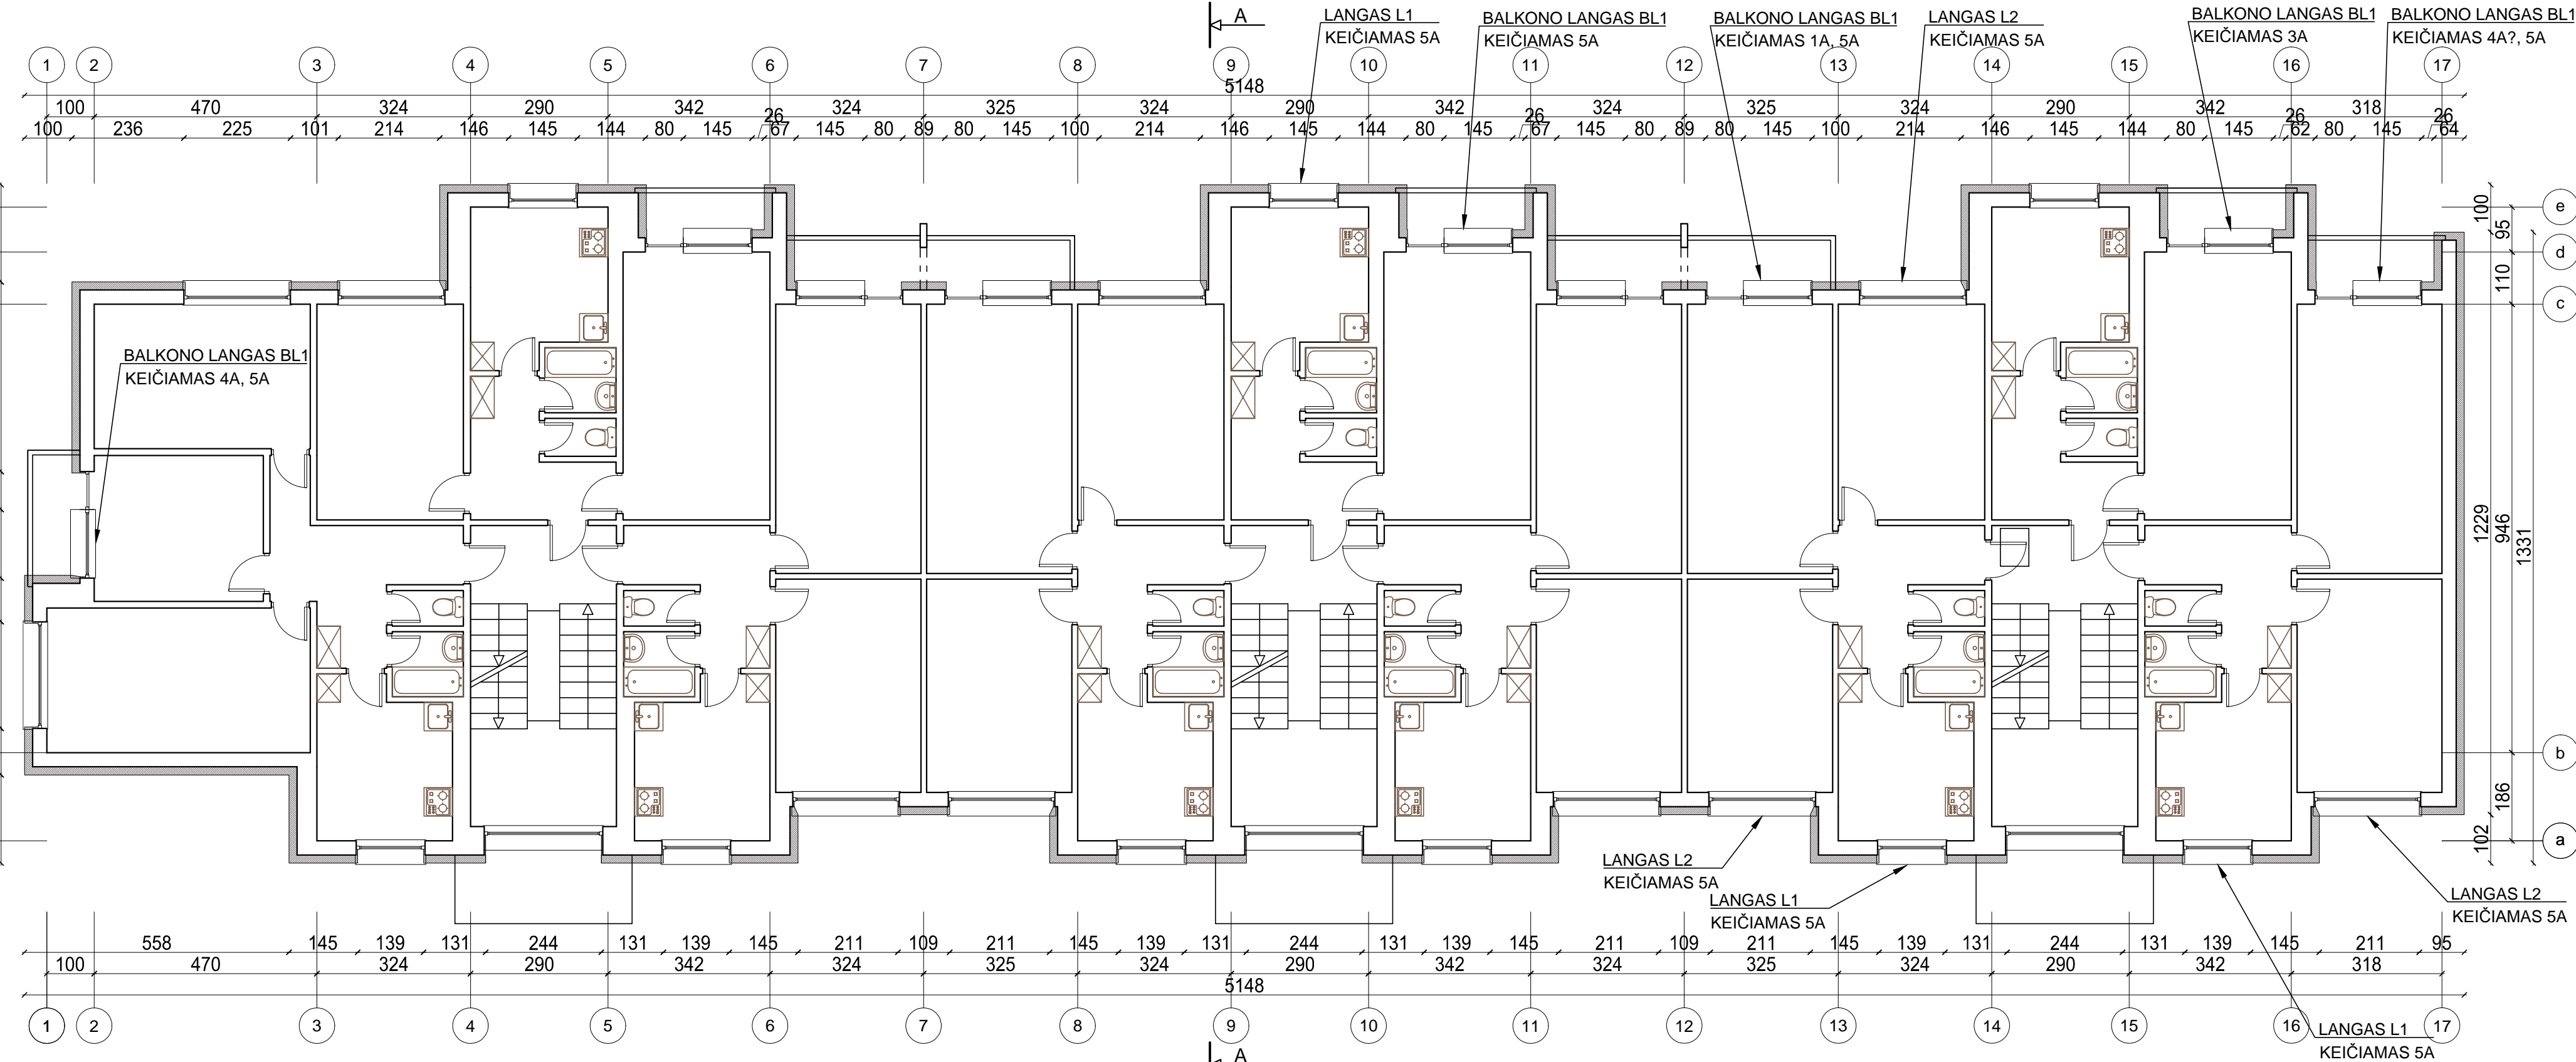 A
LANGAS L1
KEIČIAMAS 5A
BALKONO LANGAS BL1
KEIČIAMAS 5A
BALKONO LANGAS BL1
KEIČIAMAS 1A, 5A
LANGAS L2
KEIČIAMAS 5A
BALKONO LANGAS BL1
KEIČIAMAS 3A
BALKONO LANGAS BL1
KEIČIAMAS 4A?, 5A
1 2 3 4 5 6 7 8 9 10 11 12 13 14 15 16 17
5148
100 470 324 290 342 26 324 325 324 290 342 26 324 325 324 290 342 26 318 26
100 236 225 101 214 146 145 144 80 145 67 145 80 89 80 145 100 214 146 145 144 80 145 67 145 80 89 80 145 100 214 146 145 144 80 145 62 80 145 64
e
100
95
d
110
c
BALKONO LANGAS BL1
KEIČIAMAS 4A, 5A
1229
946
1331
b
186
102
a
LANGAS L2
KEIČIAMAS 5A
LANGAS L1
KEIČIAMAS 5A
LANGAS L2
KEIČIAMAS 5A
558 145 139 131 244 131 139 145 211 109 211 145 139 131 244 131 139 145 211 109 211 145 139 131 244 131 139 145 211 95
100 470 324 290 342 324 325 324 290 342 324 325 324 290 342 318
5148
1 2 3 4 5 6 7 8 9 10 11 12 13 14 15 16 17
LANGAS L1
KEIČIAMAS 5A
A